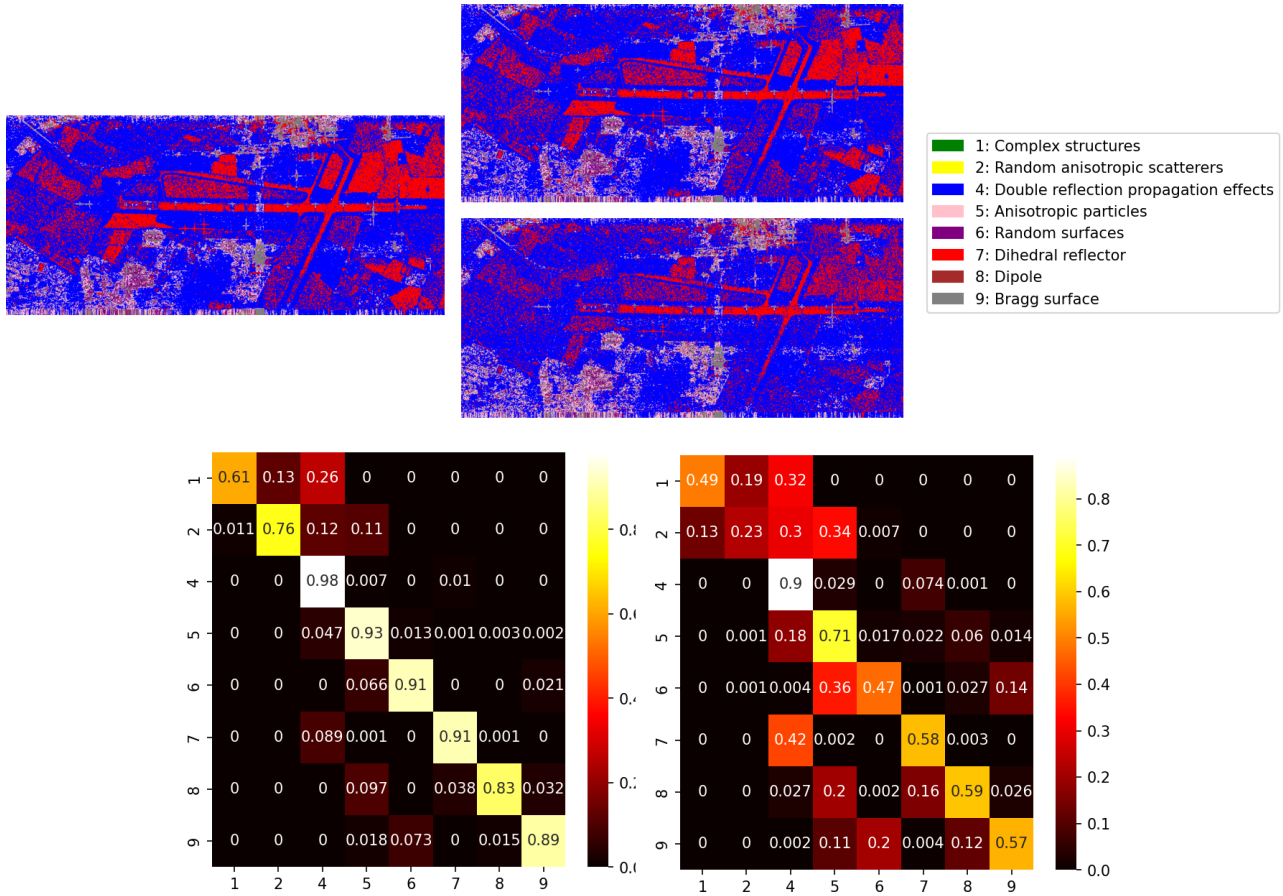 1: Complex structures
2: Random anisotropic scatterers
4: Double reflection propagation effects
5: Anisotropic particles
6: Random surfaces
7: Dihedral reflector
8: Dipole
9: Bragg surface
1 0.61 0.13 0.26 0 0 0 0 0
2 0.011 0.76 0.12 0.11 0 0 0 0
4 0 0 0.98 0.007 0 0.01 0 0
5 0 0 0.047 0.93 0.013 0.001 0.003 0.002
6 0 0 0 0.066 0.91 0 0 0.021
7 0 0 0.089 0.001 0 0.91 0.001 0
8 0 0 0 0.097 0 0.038 0.83 0.032
9 0 0 0 0.018 0.073 0 0.015 0.89
1 2 4 5 6 7 8 9
1 0.49 0.19 0.32 0 0 0 0 0
2 0.13 0.23 0.3 0.34 0.007 0 0 0
4 0 0 0.9 0.029 0 0.074 0.001 0
5 0 0.001 0.18 0.71 0.017 0.022 0.06 0.014
6 0 0.001 0.004 0.36 0.47 0.001 0.027 0.14
7 0 0 0.42 0.002 0 0.58 0.003 0
8 0 0 0.027 0.2 0.002 0.16 0.59 0.026
9 0 0 0.002 0.11 0.2 0.004 0.12 0.57
1 2 4 5 6 7 8 9
0.8
0.7
0.6
0.5
0.4
0.3
0.2
0.1
0.0